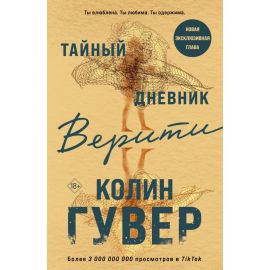 Ты влюблена. Ты любима. Ты одержима.
НОВАЯ
ЭКСКЛЮЗИВНАЯ
ГЛАВА
ТАЙНЫЙ
ДНЕВНИК
Верити
18+
КОЛИН
ГУВЕР
Более 3 000 000 000 просмотров в TikTok